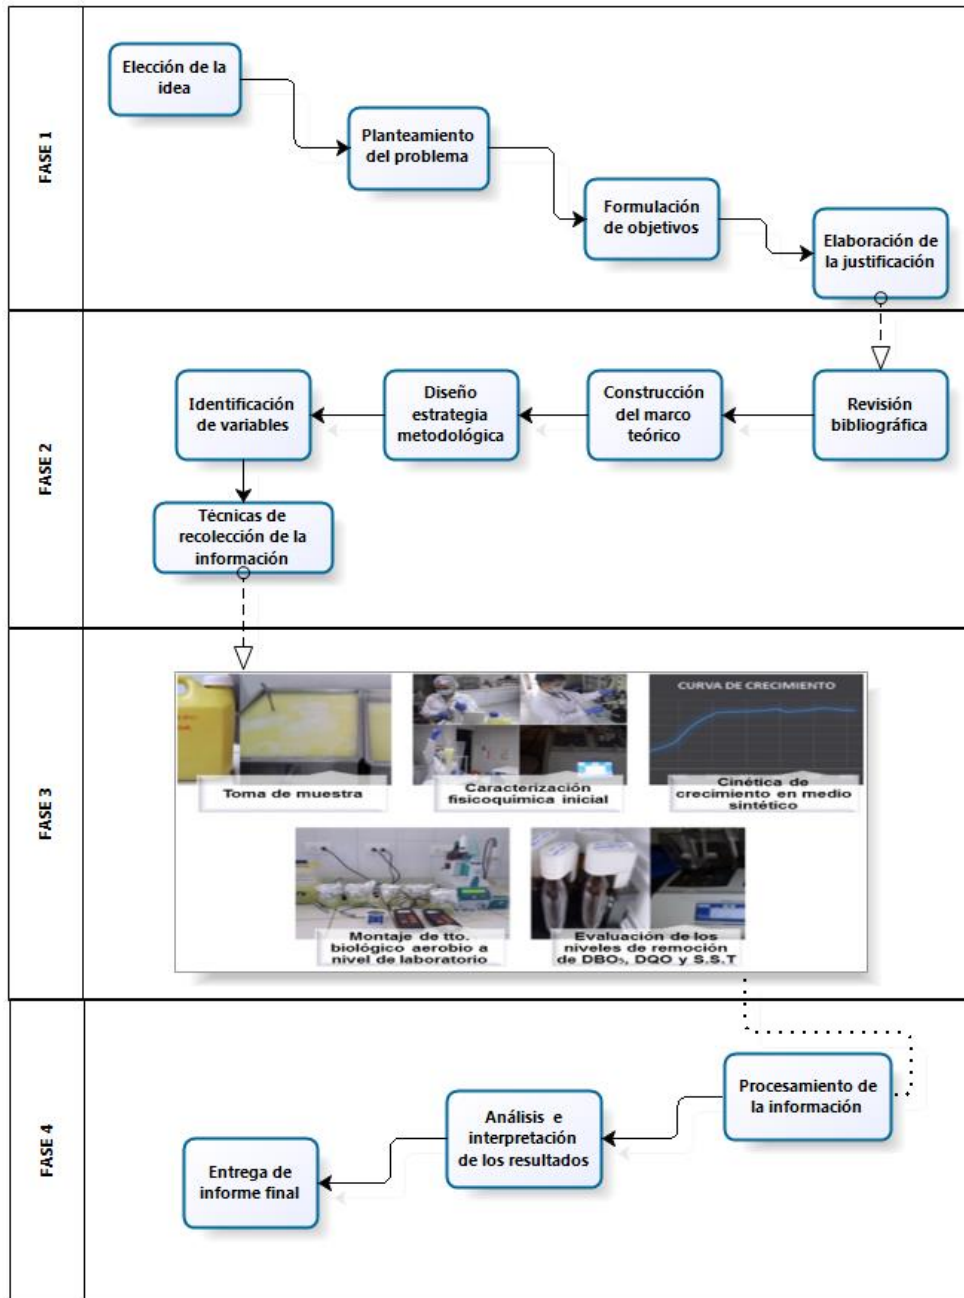 FASE 1
Elección de la
idea
Planteamiento
del problema
Formulación
de objetivos
Elaboración de
la justificación
FASE 2
Revisión
bibliográfica
Construcción
del marco
teórico
Diseño
estrategia
metodológica
Identificación
de variables
Técnicas de
recolección de la
información
FASE 3
Toma de muestra
Caracterización
fisicoquímica inicial
CURVA DE CRECIMIENTO
Cinética de
crecimiento en medio
sintético
Montaje de tto.
biológico aerobio a
nivel de laboratorio
Evaluación de los
niveles de remoción
de DBO₅, DQO y S.S.T
FASE 4
Procesamiento de
la información
Análisis e
interpretación
de los resultados
Entrega de
informe final